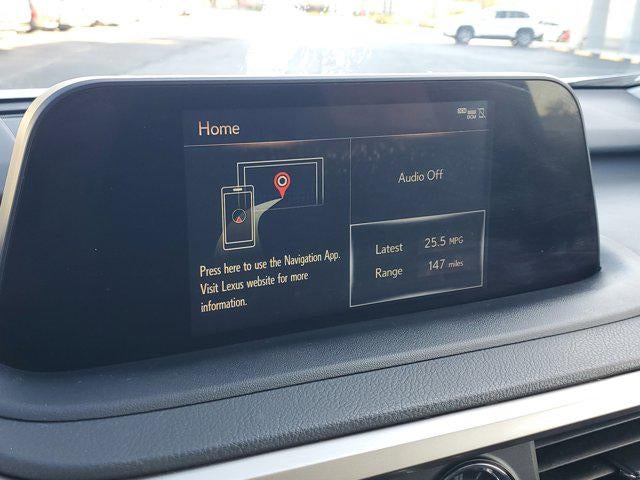 Home
DCM
Audio Off
Press here to use the Navigation App.
Visit Lexus website for more
information.
Latest 25.5 MPG
Range 147 miles